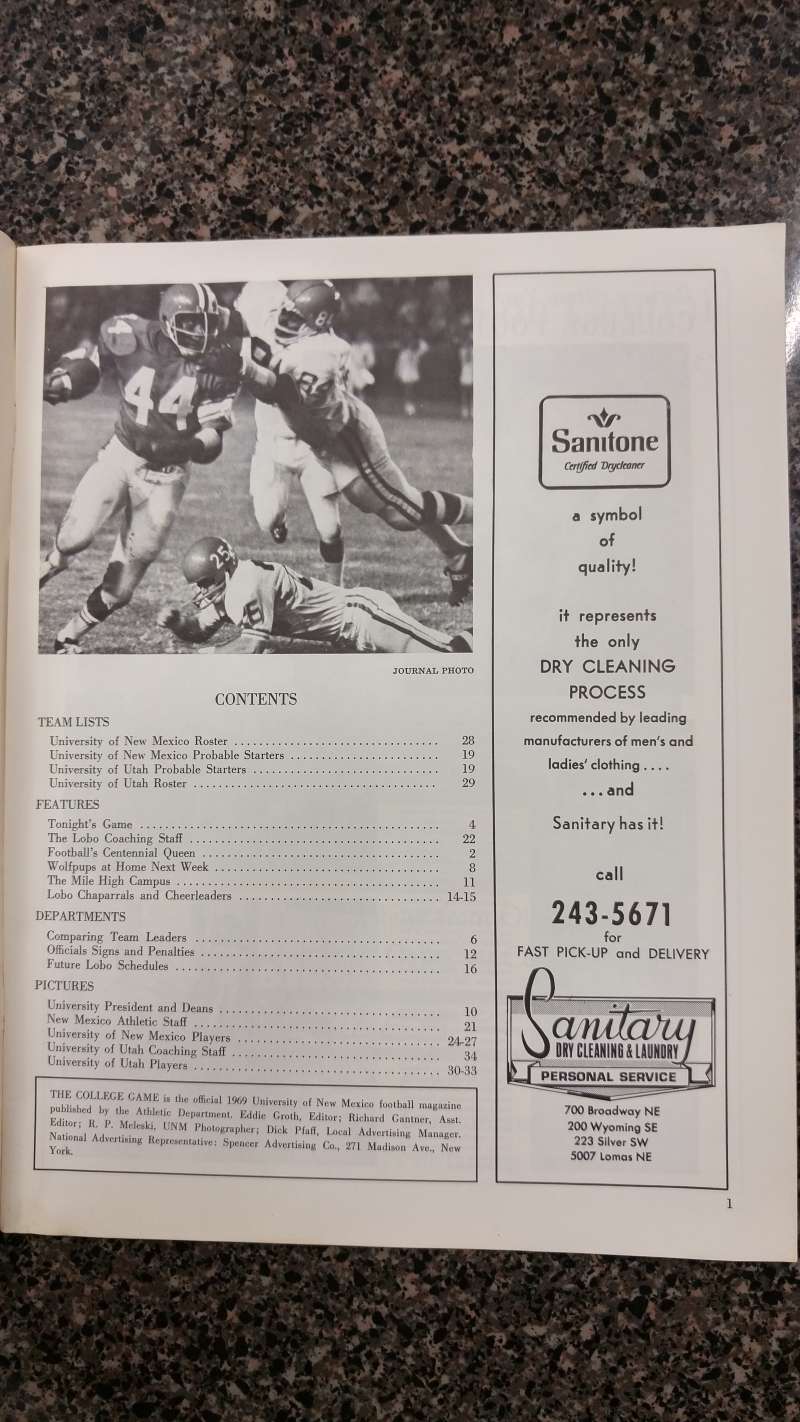 44
84
25
JOURNAL PHOTO
CONTENTS
TEAM LISTS
University of New Mexico Roster ................................ 28
University of New Mexico Probable Starters ........................ 19
University of Utah Probable Starters .............................. 19
University of Utah Roster ....................................... 29
FEATURES
Tonight's Game ................................................ 4
The Lobo Coaching Staff ........................................ 22
Football's Centennial Queen ...................................... 2
Wolfpups at Home Next Week .................................... 8
The Mile High Campus .......................................... 11
Lobo Chaparrals and Cheerleaders ................................ 14-15
DEPARTMENTS
Comparing Team Leaders ....................................... 6
Officials Signs and Penalties ...................................... 12
Future Lobo Schedules .......................................... 16
PICTURES
University President and Deans ................................... 10
New Mexico Athletic Staff ....................................... 21
University of New Mexico Players ................................ 24-27
University of Utah Coaching Staff ................................. 34
University of Utah Players ....................................... 30-33
THE COLLEGE GAME is the official 1969 University of New Mexico football magazine
published by the Athletic Department. Eddie Groth, Editor; Richard Gantner, Asst.
Editor; R. P. Meleski, UNM Photographer; Dick Pfaff, Local Advertising Manager.
National Advertising Representative: Spencer Advertising Co., 271 Madison Ave., New
York.
Sanitone
Certified Drycleaner
a symbol
of
quality!
it represents
the only
DRY CLEANING
PROCESS
recommended by leading
manufacturers of men's and
ladies' clothing ....
...and
Sanitary has it!
call
243-5671
for
FAST PICK-UP and DELIVERY
Sanitary
DRY CLEANING & LAUNDRY
PERSONAL SERVICE
700 Broadway NE
200 Wyoming SE
223 Silver SW
5007 Lomas NE
1